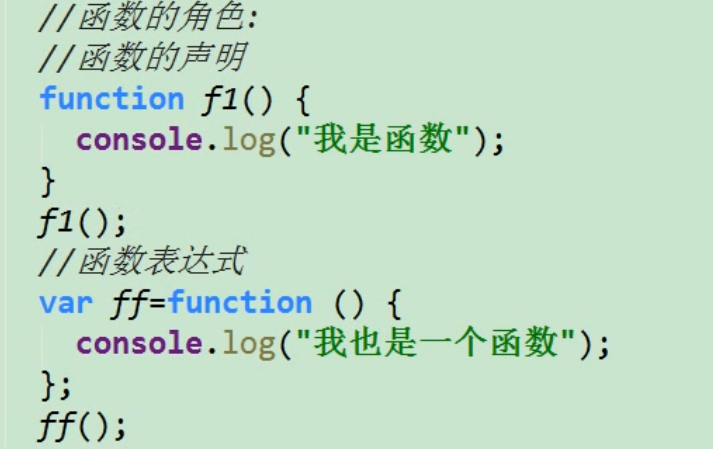 //函数的角色:
//函数的声明
function f1() {
  console.log("我是函数");
}
f1();
//函数表达式
var ff=function () {
  console.log("我也是一个函数");
};
ff();